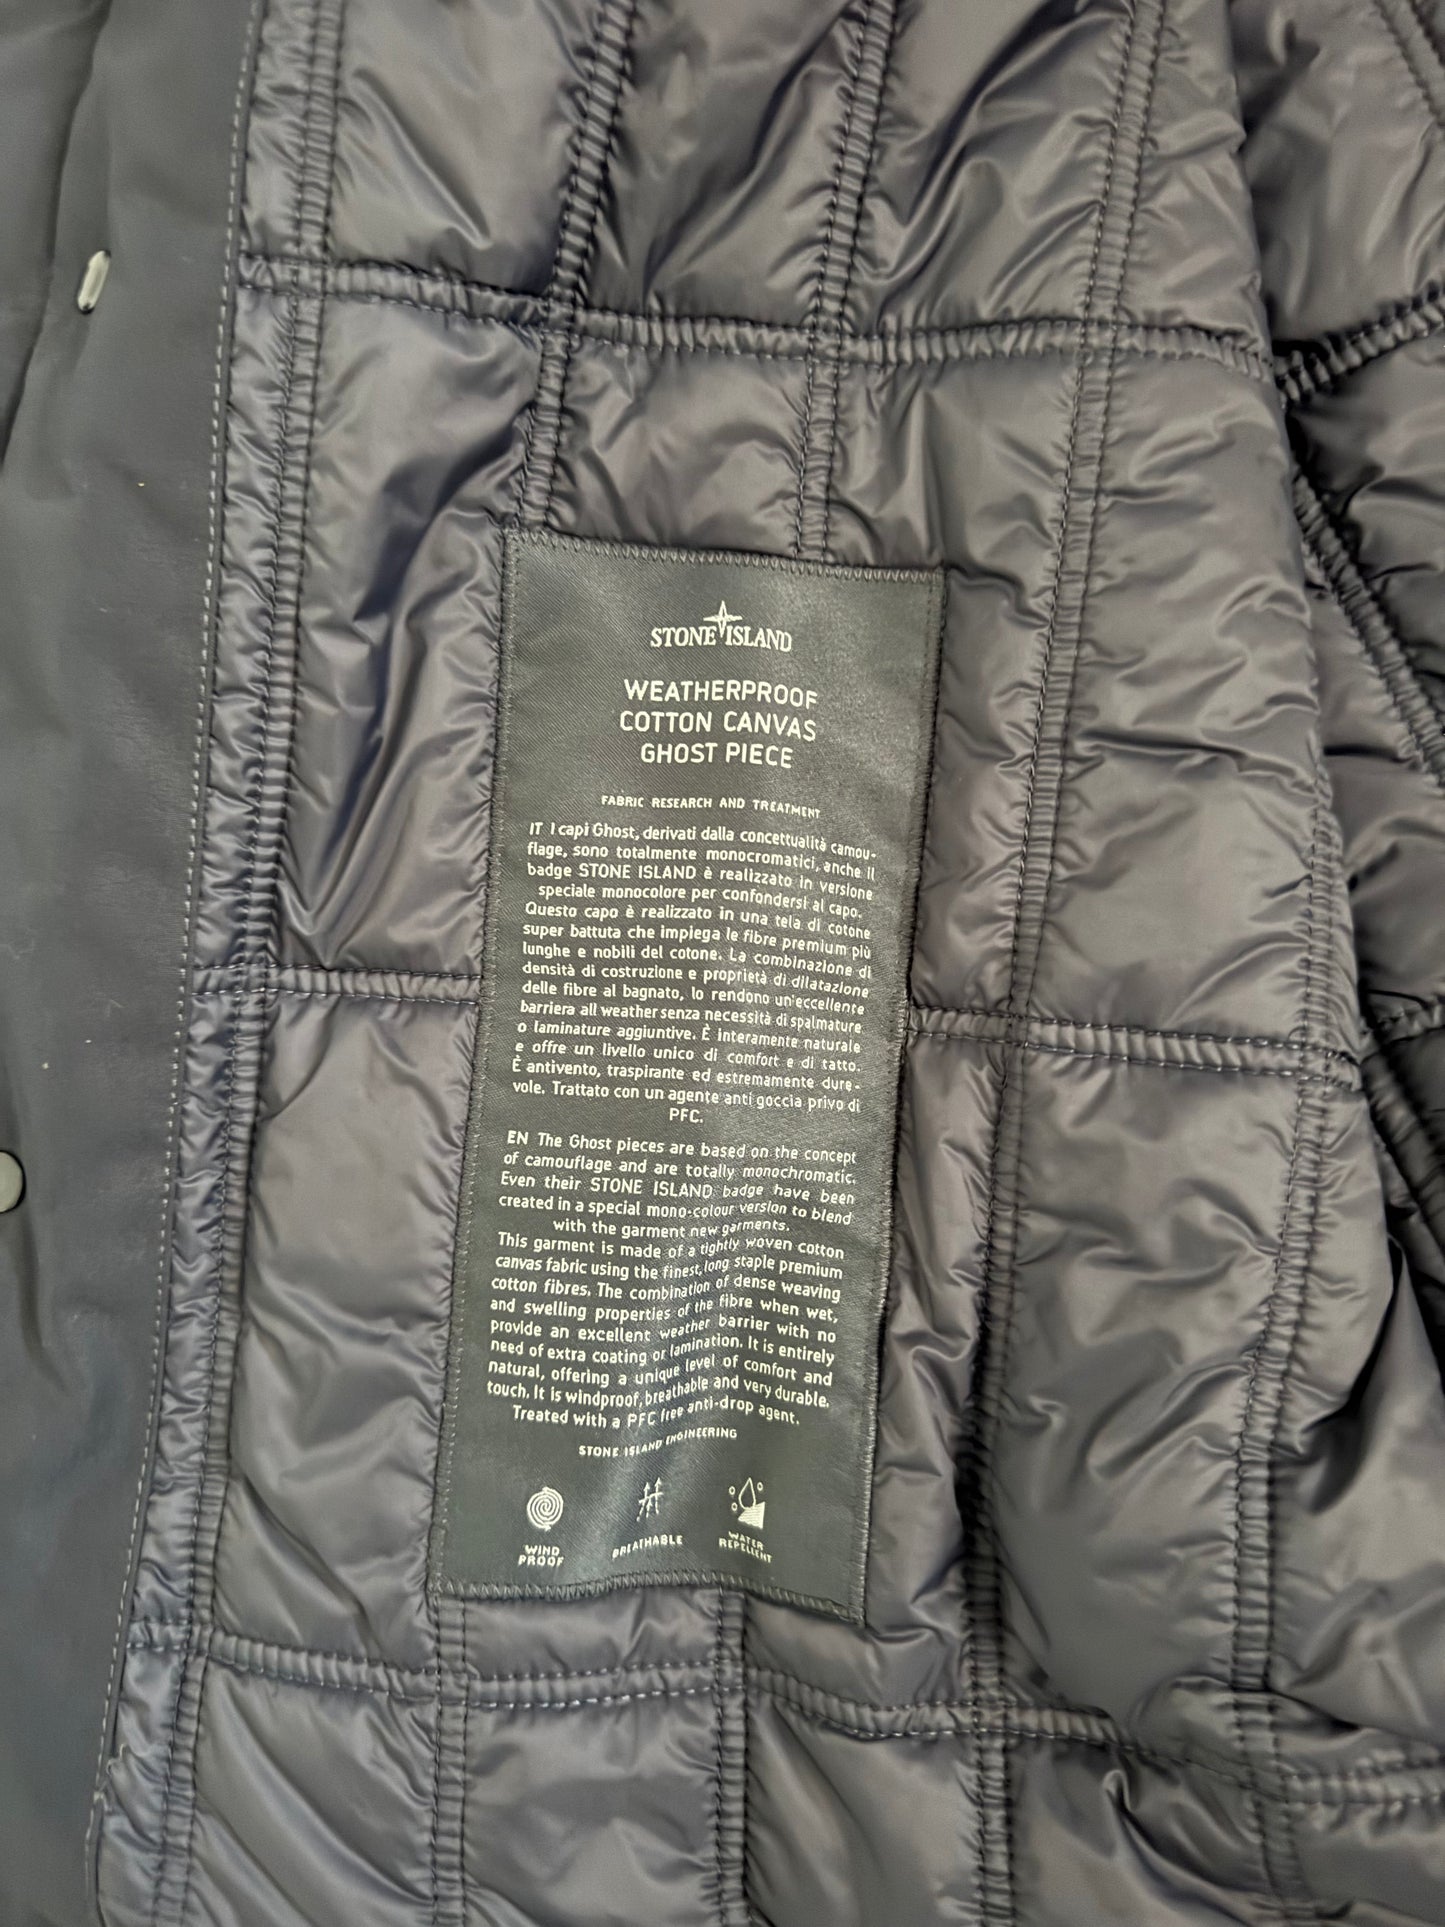 STONE ISLAND
WEATHERPROOF
COTTON CANVAS
GHOST PIECE
FABRIC RESEARCH AND TREATMENT
IT I capi Ghost, derivati dalla concettualità camou-
flage, sono totalmente monocromatici, anche il
badge STONE ISLAND è realizzato in versione
speciale monocolore per confondersi al capo.
Questo capo è realizzato in una tela di cotone
super battuta che impiega le fibre premium più
lunghe e nobili del cotone. La combinazione di
densità di costruzione e proprietà di dilatazione
delle fibre al bagnato, lo rendono un'eccellente
barriera all weather senza necessità di spalmature
o laminature aggiuntive. È interamente naturale
e offre un livello unico di comfort e di tatto.
È antivento, traspirante ed estremamente dure-
vole. Trattato con un agente anti goccia privo di
PFC.
EN The Ghost pieces are based on the concept
of camouflage and are totally monochromatic.
Even their STONE ISLAND badge have been
created in a special mono-colour version to blend
with the garment new garments.
This garment is made of a tightly woven cotton
canvas fabric using the finest, long staple premium
cotton fibres. The combination of dense weaving
and swelling properties of the fibre when wet,
provide an excellent weather barrier with no
need of extra coating or lamination. It is entirely
natural, offering a unique level of comfort and
touch. It is windproof, breathable and very durable.
Treated with a PFC free anti-drop agent.
STONE ISLAND ENGINEERING
WIND
PROOF
BREATHABLE
WATER
REPELLENT